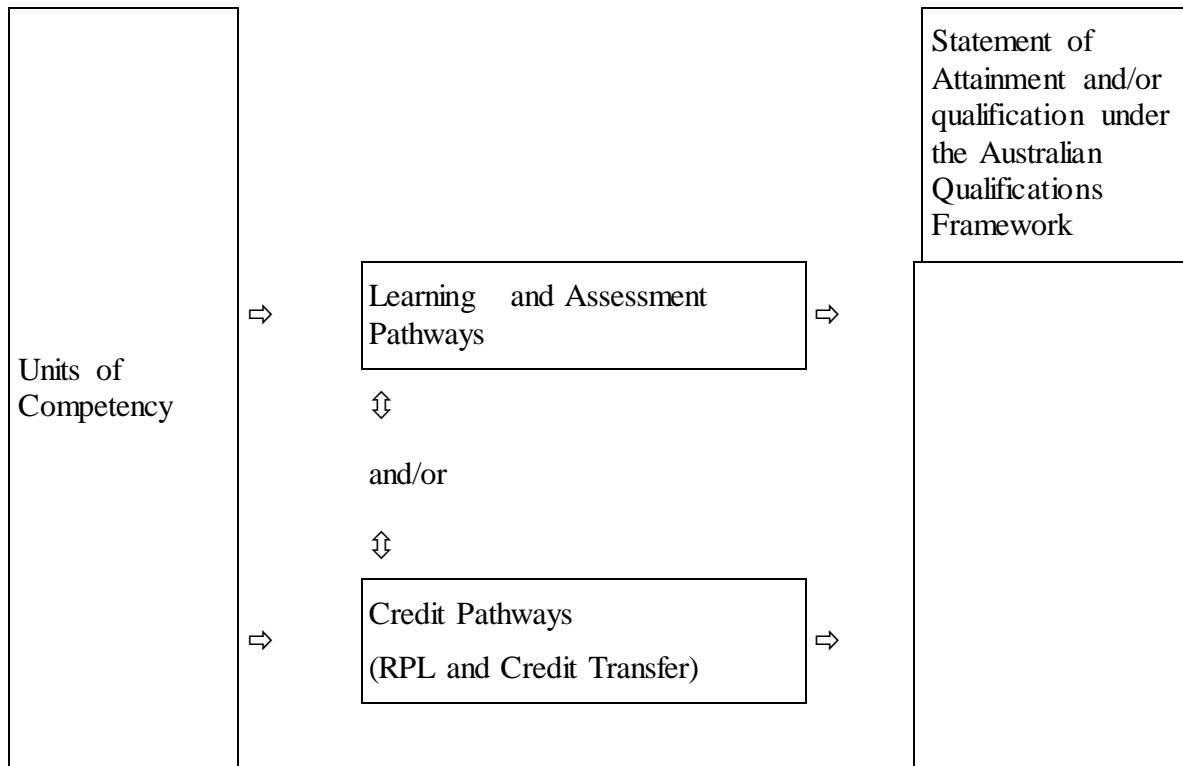 Statement of
Attainment and/or
qualification under
the Australian
Qualifications
Framework
Units of
Competency
⇨
Learning and Assessment
Pathways
⇨
⇕
and/or
⇕
⇨
Credit Pathways
(RPL and Credit Transfer)
⇨